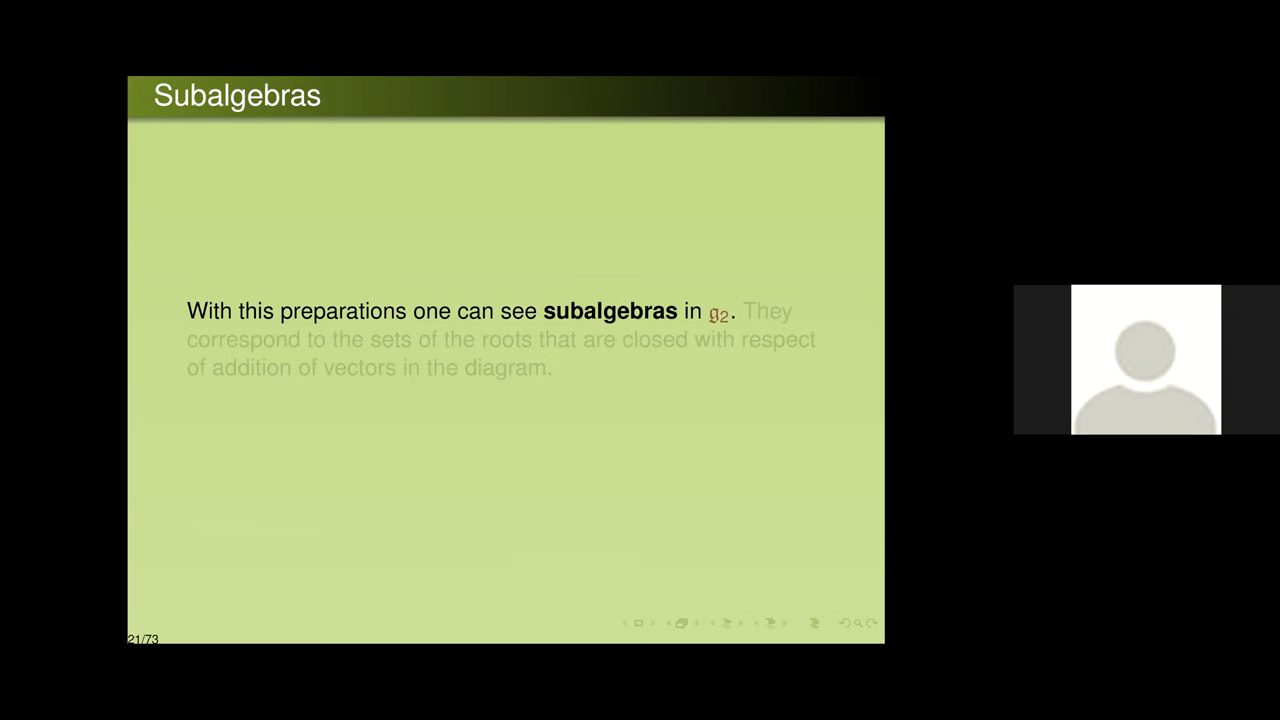 Subalgebras
With this preparations one can see subalgebras in 𝔤₂. They
correspond to the sets of the roots that are closed with respect
of addition of vectors in the diagram.
21/73